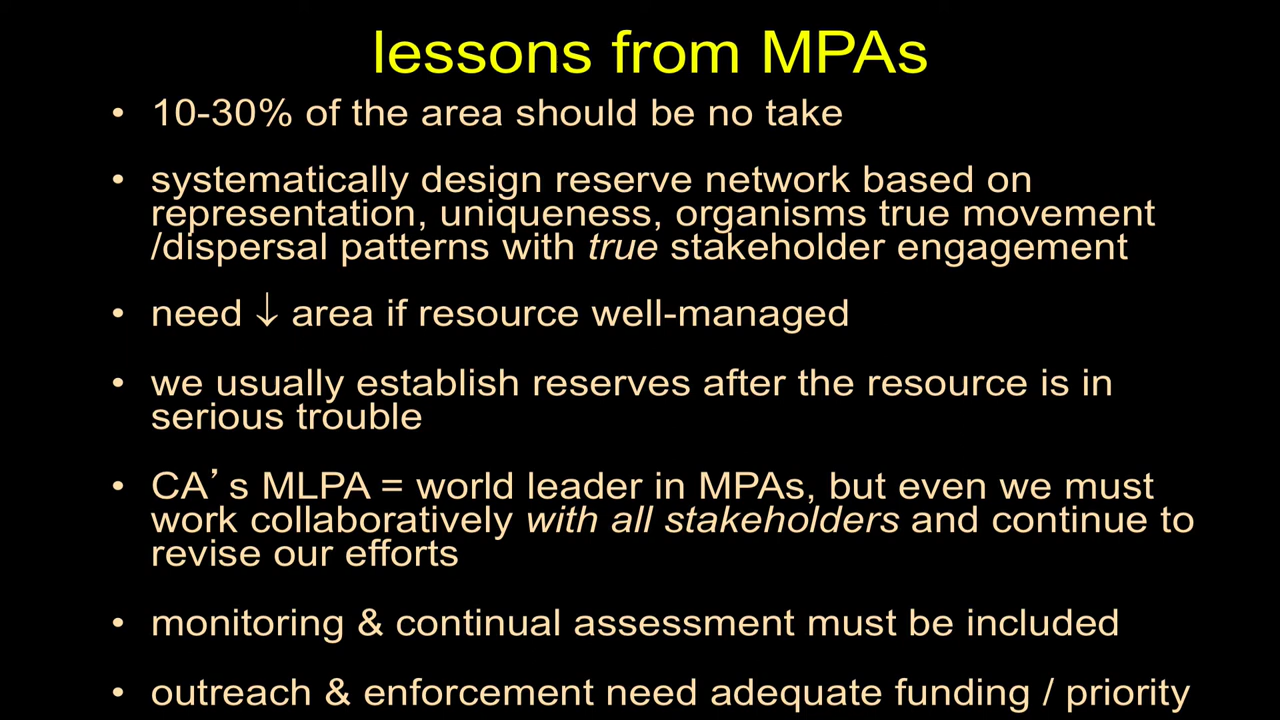 lessons from MPAs
• 10-30% of the area should be no take
• systematically design reserve network based on
representation, uniqueness, organisms true movement
/dispersal patterns with true stakeholder engagement
• need ↓ area if resource well-managed
• we usually establish reserves after the resource is in
serious trouble
• CA’s MLPA = world leader in MPAs, but even we must
work collaboratively with all stakeholders and continue to
revise our efforts
• monitoring & continual assessment must be included
• outreach & enforcement need adequate funding / priority